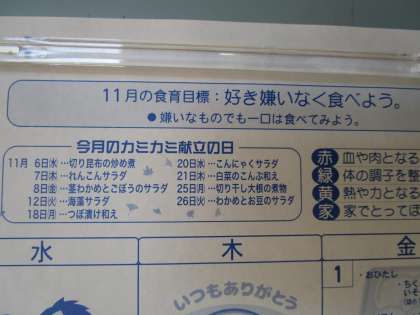 11月の食育目標：好き嫌いなく食べよう。
● 嫌いなものでも一口は食べてみよう。
今月のカミカミ献立の日
11月 6日㈬…切り昆布の炒め煮
7日㈭…れんこんサラダ
8日㈮…茎わかめとごぼうのサラダ
12日㈫…海藻サラダ
18日㈪…つぼ漬け和え
20日㈬…こんにゃくサラダ
21日㈭…白菜のこんぶ和え
25日㈪…切り干し大根の煮物
26日㈫…わかめとお豆のサラダ
赤 血や肉となる
緑 体の調子を整
黄 熱や力となる
家 家でとってほ
水 木 金
1 ・おひたし
いつもありがとう